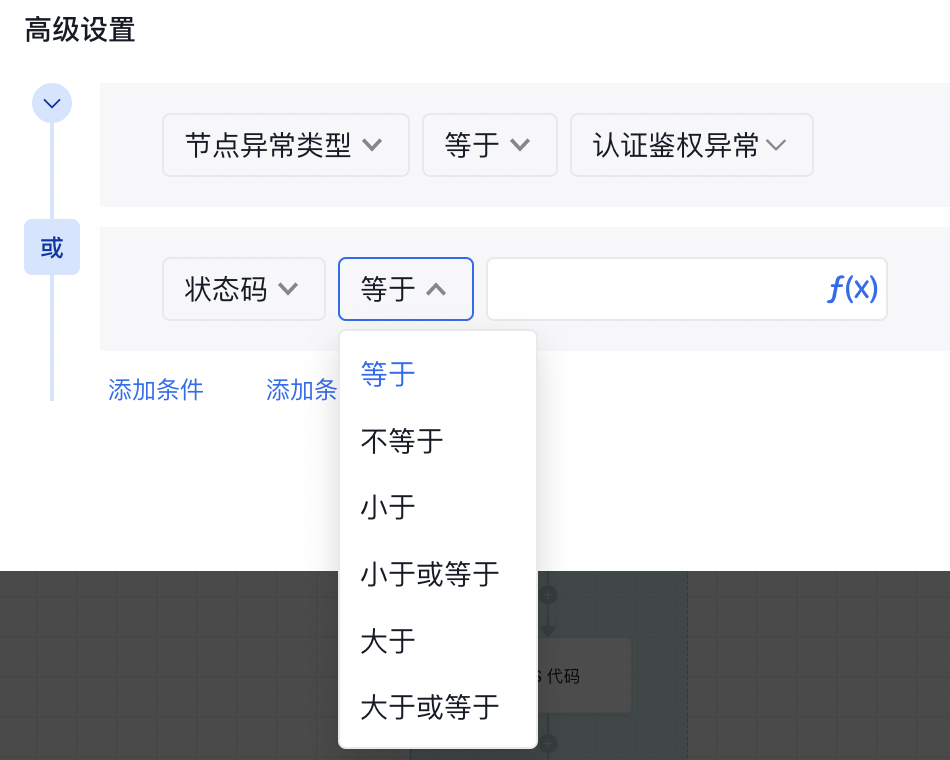 高级设置
节点异常类型 等于 认证鉴权异常
或
状态码 等于 f(x)
添加条件 添加条
等于
不等于
小于
小于或等于
大于
大于或等于
代码